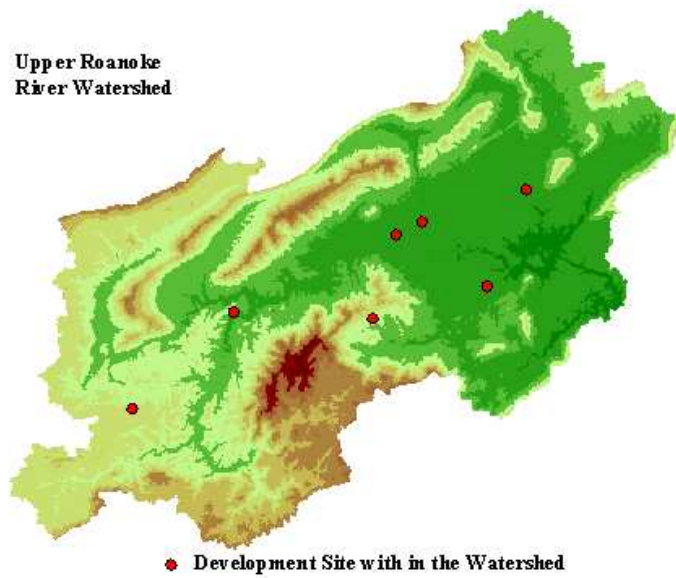 Upper Roanoke
River Watershed
Development Site with in the Watershed